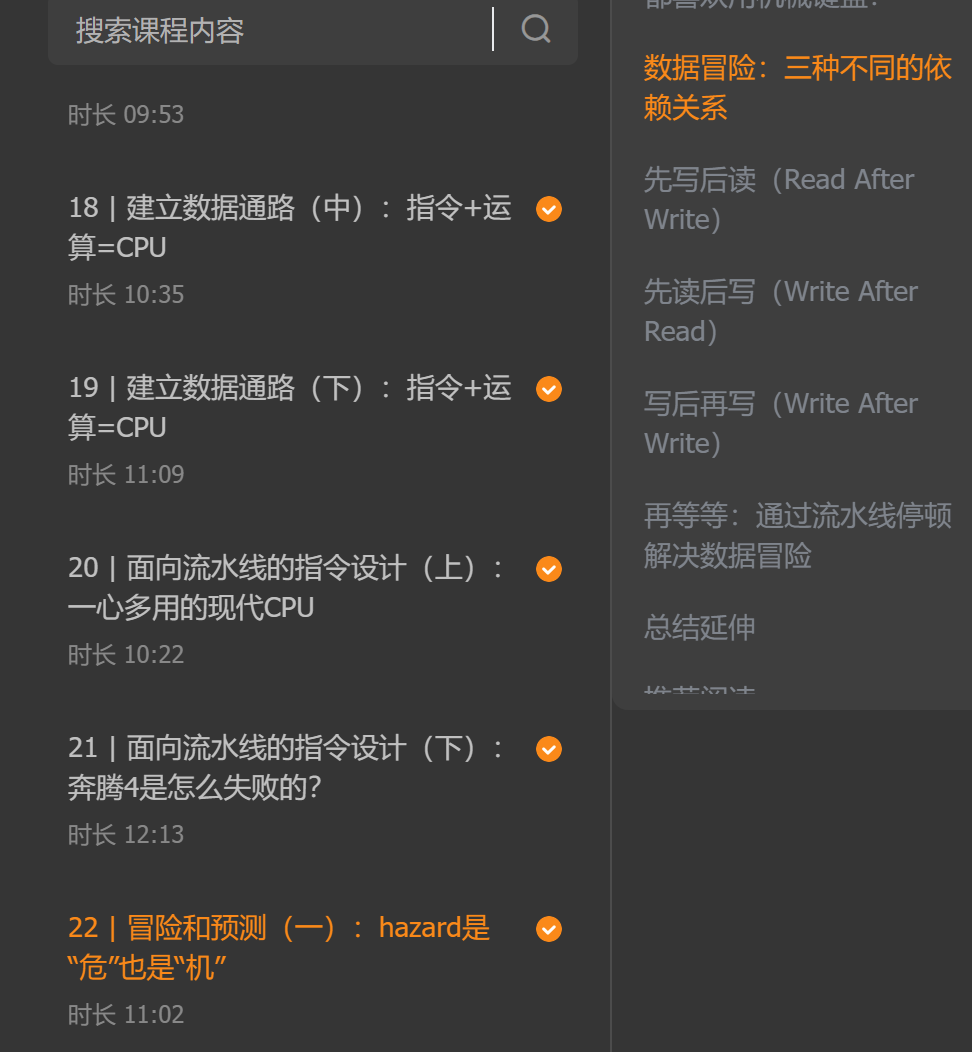 搜索课程内容
时长 09:53
18 | 建立数据通路（中）：指令+运
算=CPU
时长 10:35
19 | 建立数据通路（下）：指令+运
算=CPU
时长 11:09
20 | 面向流水线的指令设计（上）：
一心多用的现代CPU
时长 10:22
21 | 面向流水线的指令设计（下）：
奔腾4是怎么失败的？
时长 12:13
22 | 冒险和预测（一）：hazard是
“危”也是“机”
时长 11:02
数据冒险：三种不同的依
赖关系
先写后读（Read After
Write）
先读后写（Write After
Read）
写后再写（Write After
Write）
再等等：通过流水线停顿
解决数据冒险
总结延伸